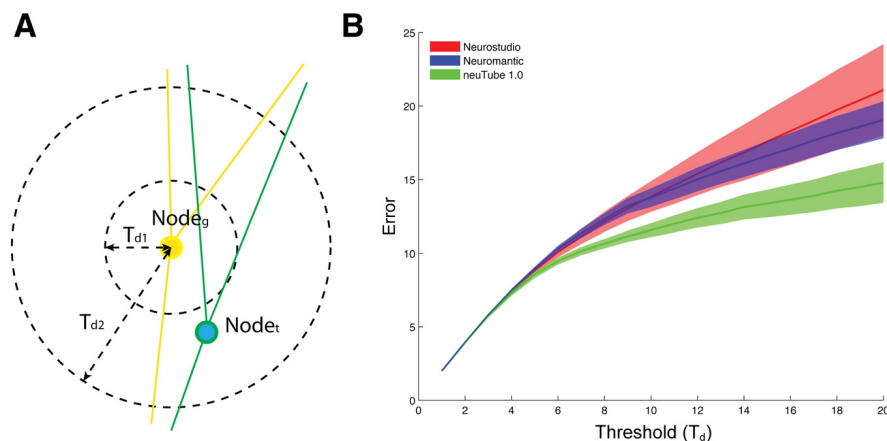 A
Node_g
T_d1
T_d2
Node_t
B
Neurostudio
Neuromantic
neuTube 1.0
25
20
15
10
5
0
Error
0 2 4 6 8 10 12 14 16 18 20
Threshold (T_d)